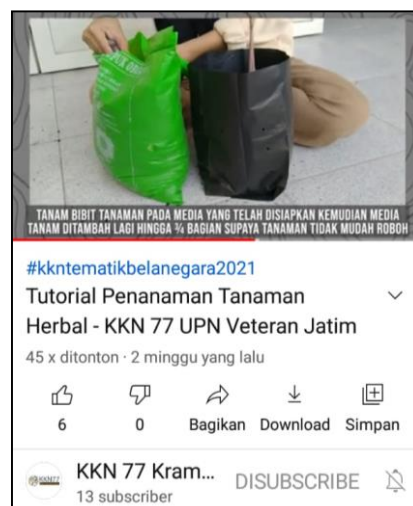 TANAM BIBIT TANAMAN PADA MEDIA YANG TELAH DISIAPKAN KEMUDIAN MEDIA
TANAM DITAMBAH LAGI HINGGA ¾ BAGIAN SUPAYA TANAMAN TIDAK MUDAH ROBOH
#kkntematikbelanegara2021
Tutorial Penanaman Tanaman
Herbal - KKN 77 UPN Veteran Jatim
45 x ditonton · 2 minggu yang lalu
6 0 Bagikan Download Simpan
KKN 77 Kram... DISUBSCRIBE
13 subscriber